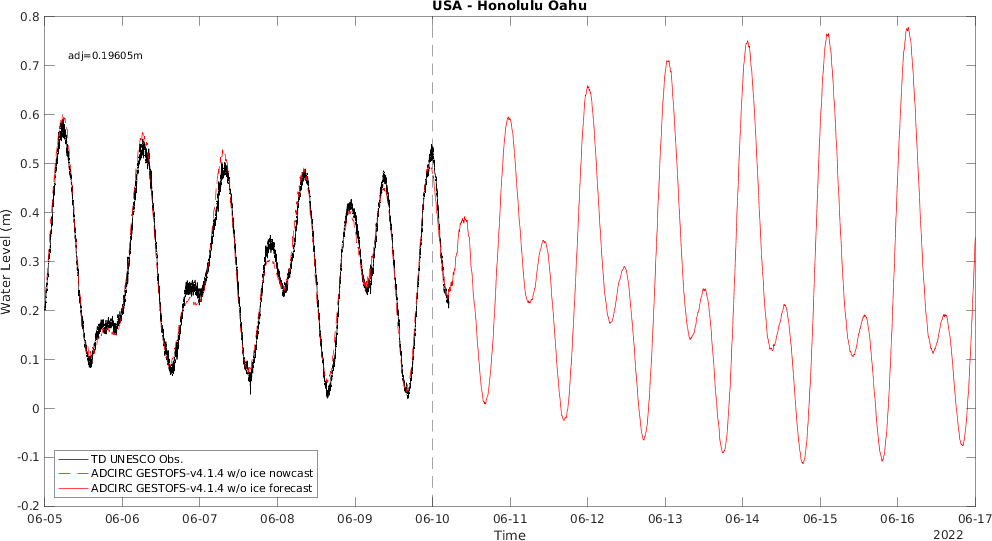 USA - Honolulu Oahu
adj=0.19605m
0.8
0.7
0.6
0.5
0.4
0.3
0.2
0.1
0
-0.1
-0.2
Water Level (m)
TD UNESCO Obs.
ADCIRC GESTOFS-v4.1.4 w/o ice nowcast
ADCIRC GESTOFS-v4.1.4 w/o ice forecast
06-05 06-06 06-07 06-08 06-09 06-10 06-11 06-12 06-13 06-14 06-15 06-16 06-17
Time
2022